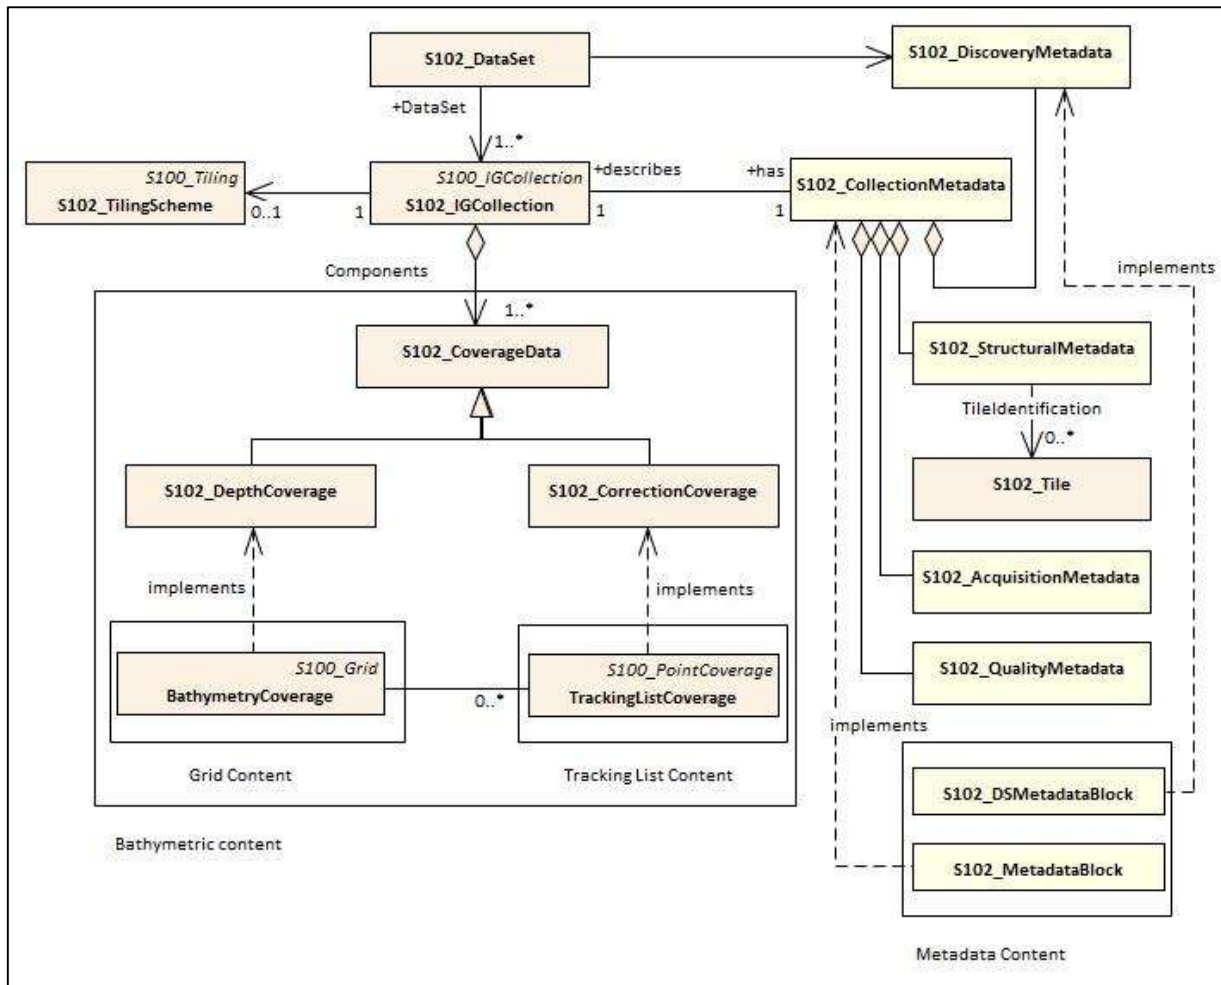 S102_DataSet
S102_DiscoveryMetadata
+DataSet
1..*
S100_Tiling
S102_TilingScheme
0..1
1
S100_IGCollection
S102_IGCollection
+describes
1
+has
1
S102_CollectionMetadata
Components
implements
1..*
S102_CoverageData
S102_StructuralMetadata
TileIdentification
0..*
S102_DepthCoverage
S102_CorrectionCoverage
S102_Tile
implements
implements
S102_AcquisitionMetadata
S100_Grid
BathymetryCoverage
0..*
S100_PointCoverage
TrackingListCoverage
S102_QualityMetadata
implements
Grid Content
Tracking List Content
S102_DSMetadataBlock
Bathymetric content
S102_MetadataBlock
Metadata Content